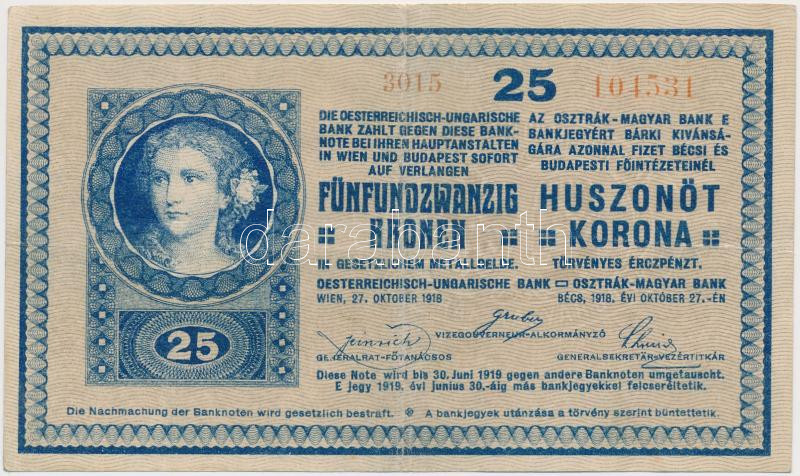 3015 25 104531
DIE OESTERREICHISCH-UNGARISCHE
BANK ZAHLT GEGEN DIESE BANK-
NOTE BEI IHREN HAUPTANSTALTEN
IN WIEN UND BUDAPEST SOFORT
AUF VERLANGEN
FÜNFUNDZWANZIG
KRONEN
IN GESETZLICHEM METALLGELDE.
OESTERREICHISCH-UNGARISCHE BANK
WIEN, 27. OKTOBER 1918
AZ OSZTRÁK-MAGYAR BANK E
BANKJEGYÉRT BÁRKI KIVÁNSÁ-
GÁRA AZONNAL FIZET BÉCSI ÉS
BUDAPESTI FŐINTÉZETEINÉL
HUSZONÖT
KORONA
TÖRVÉNYES ÉRCZPÉNZT.
OSZTRÁK-MAGYAR BANK
BÉCS, 1918. ÉVI OKTÓBER 27.-ÉN
Gruber
VIZEGOUVERNEUR-ALKORMÁNYZÓ
GENERALRAT-FŐTANÁCSOS
GENERALSEKRETÄR-VEZÉRTITKÁR
25
Diese Note wird bis 30. Juni 1919 gegen andere Banknoten umgetauscht.
E jegy 1919. évi junius 30.-áig más bankjegyekkel felcseréltetik.
Die Nachmachung der Banknoten wird gesetzlich bestraft. A bankjegyek utánzása a törvény szerint büntettetik.
darabanth